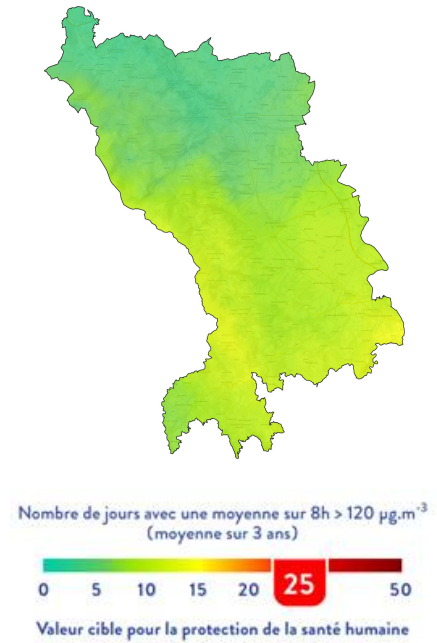 Nombre de jours avec une moyenne sur 8h > 120 µg.m⁻³
(moyenne sur 3 ans)
0 5 10 15 20 25 50
Valeur cible pour la protection de la santé humaine